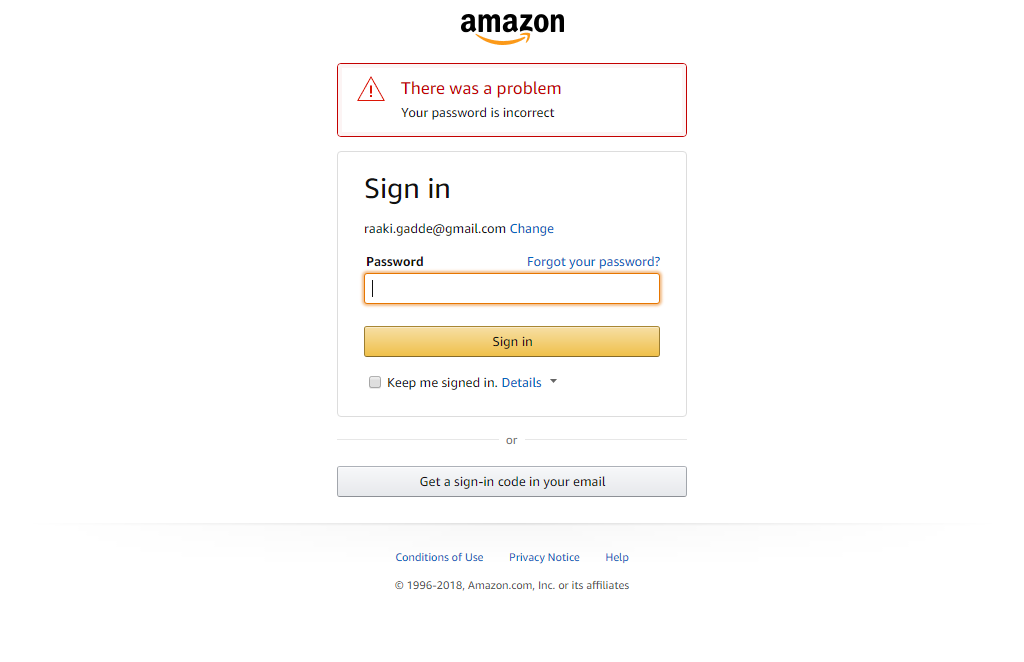 amazon
There was a problem
Your password is incorrect
Sign in
raaki.gadde@gmail.com Change
Password Forgot your password?
Sign in
Keep me signed in. Details
or
Get a sign-in code in your email
Conditions of Use Privacy Notice Help
© 1996-2018, Amazon.com, Inc. or its affiliates